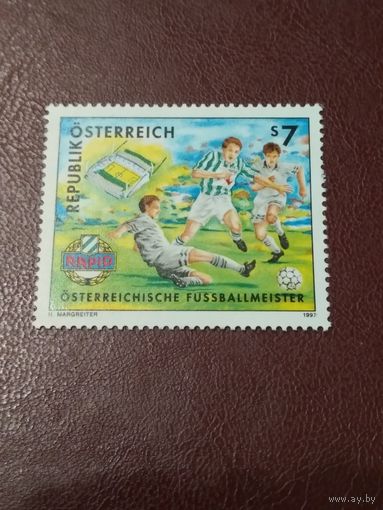 REPUBLIK ÖSTERREICH
S7
RAPID
ÖSTERREICHISCHE FUSSBALLMEISTER
H. MARGREITER
1997
ay.by